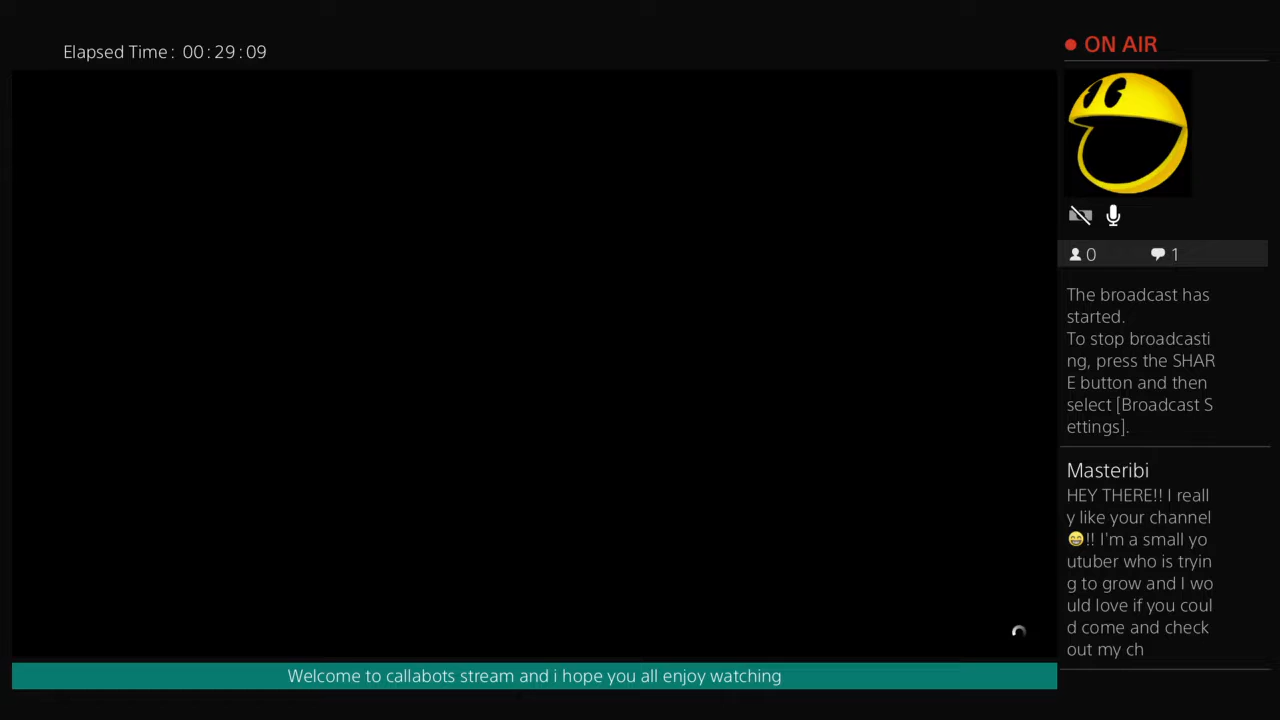 Elapsed Time: 00:29:09
ON AIR
0 1
The broadcast has
started.
To stop broadcasti
ng, press the SHAR
E button and then
select [Broadcast S
ettings].
Masteribi
HEY THERE!! I reall
y like your channel
😁!! I'm a small yo
utuber who is tryin
g to grow and I wo
uld love if you coul
d come and check
out my ch
Welcome to callabots stream and i hope you all enjoy watching